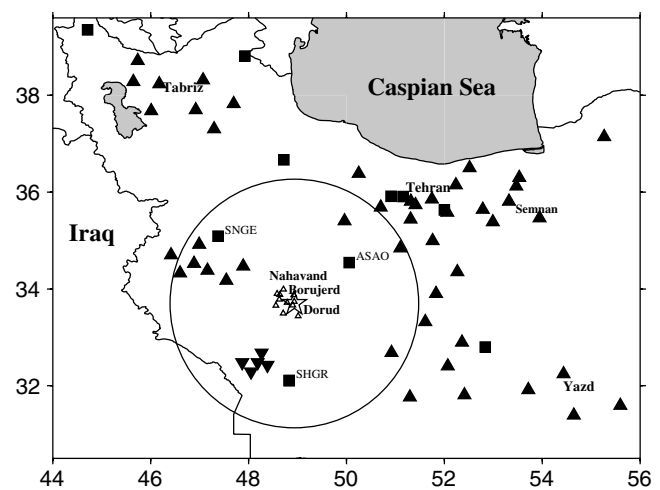 Caspian Sea
Tabriz
38
36
34
32
Tehran
Semnan
Iraq
SNGE
ASAO
Nahavand
Borujerd
Dorud
SHGR
Yazd
44 46 48 50 52 54 56